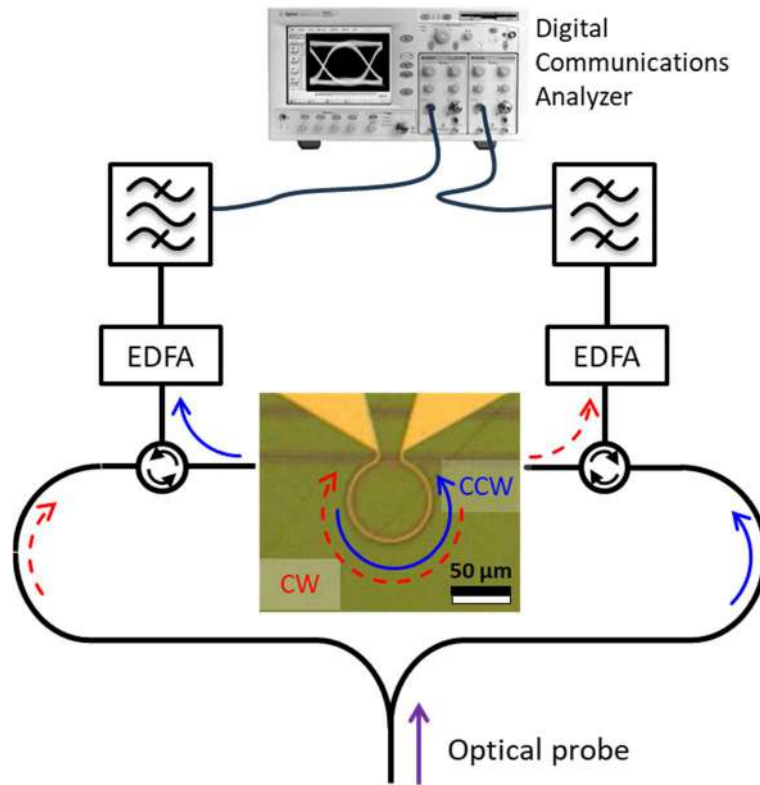 Digital
Communications
Analyzer
EDFA
EDFA
CCW
CW
50 µm
Optical probe